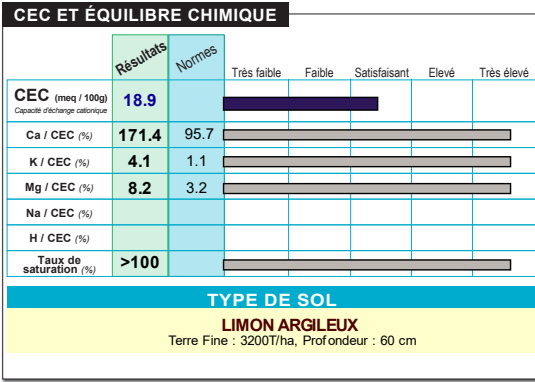 CEC ET ÉQUILIBRE CHIMIQUE
Résultats Normes
Très faible Faible Satisfaisant Elevé Très élevé
CEC (meq / 100g) 18.9
Capacité d'échange cationique
Ca / CEC (%) 171.4 95.7
K / CEC (%) 4.1 1.1
Mg / CEC (%) 8.2 3.2
Na / CEC (%)
H / CEC (%)
Taux de >100
saturation (%)
TYPE DE SOL
LIMON ARGILEUX
Terre Fine : 3200T/ha, Profondeur : 60 cm